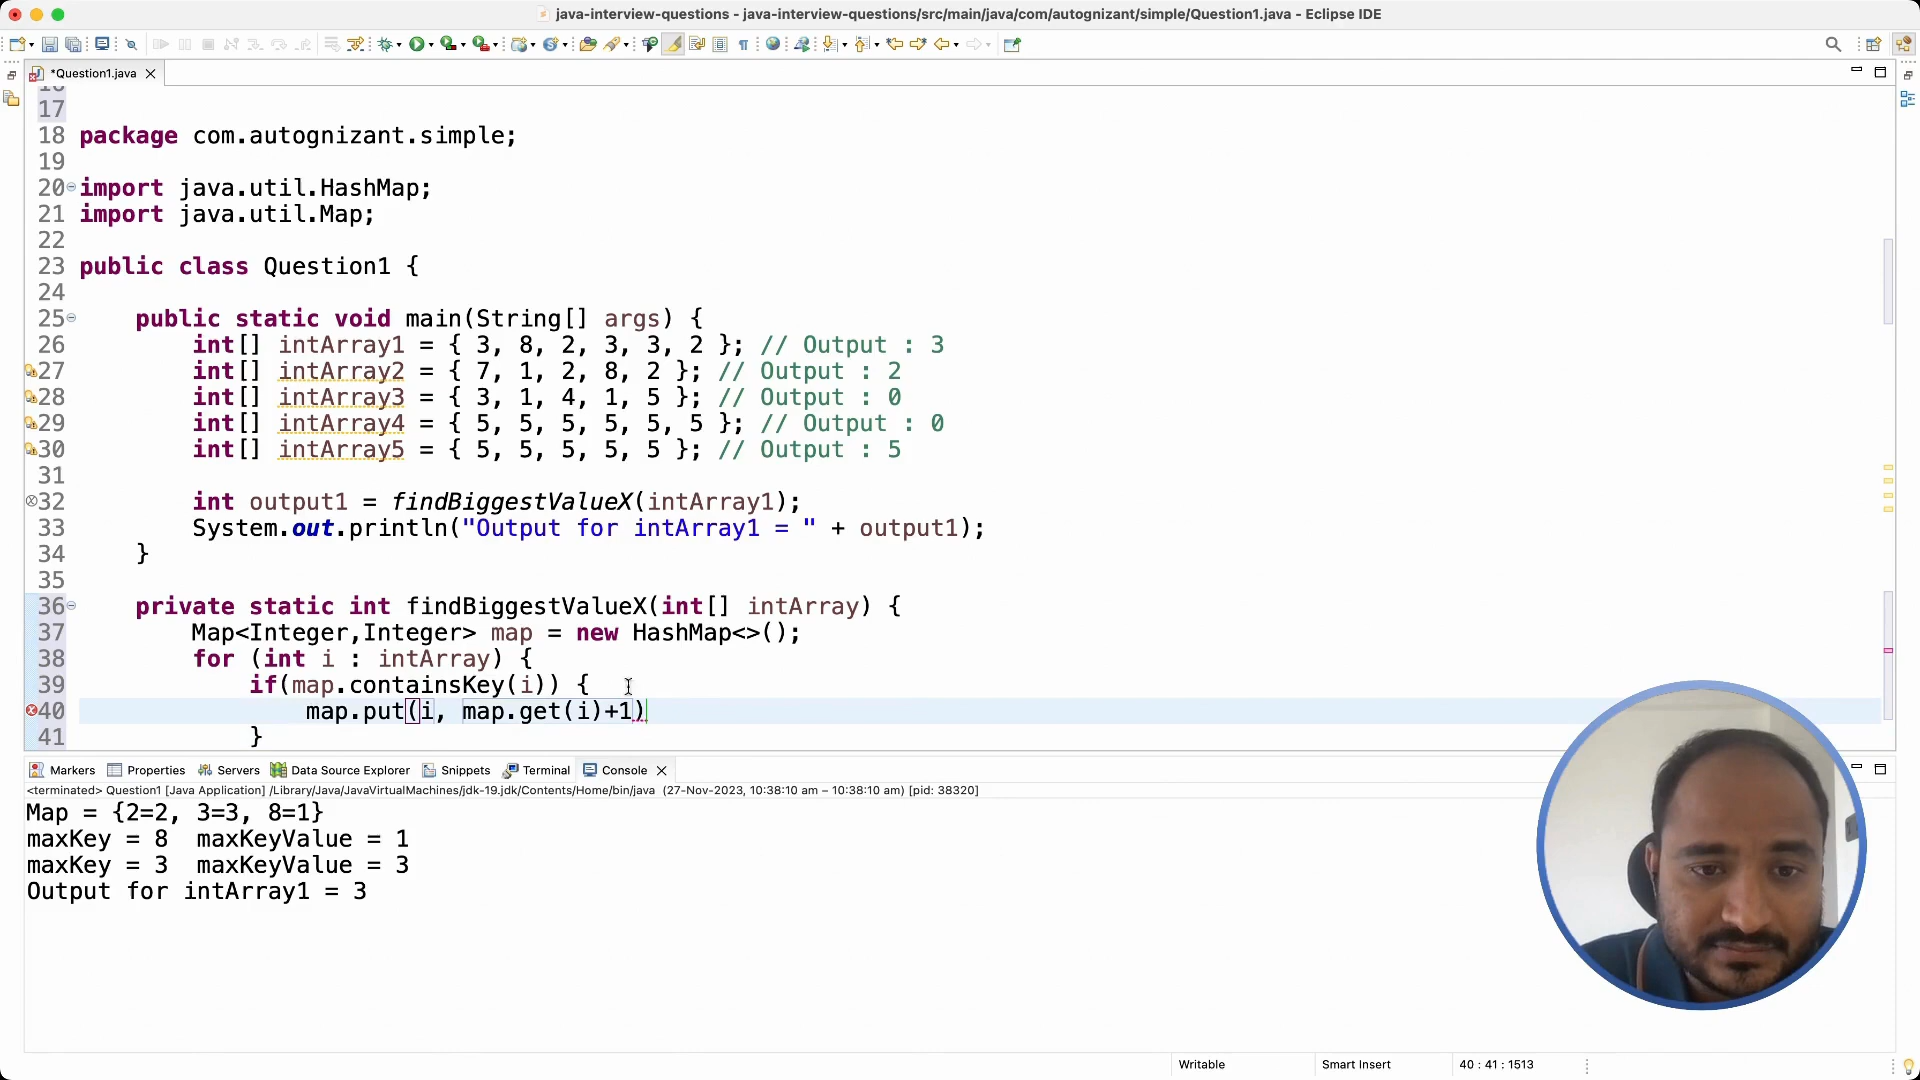 java-interview-questions - java-interview-questions/src/main/java/com/autognizant/simple/Question1.java - Eclipse IDE
*Question1.java
16
17
18 package com.autognizant.simple;
19
20 import java.util.HashMap;
21 import java.util.Map;
22
23 public class Question1 {
24
25 public static void main(String[] args) {
26 int[] intArray1 = { 3, 8, 2, 3, 3, 2 }; // Output : 3
27 int[] intArray2 = { 7, 1, 2, 8, 2 }; // Output : 2
28 int[] intArray3 = { 3, 1, 4, 1, 5 }; // Output : 0
29 int[] intArray4 = { 5, 5, 5, 5, 5, 5 }; // Output : 0
30 int[] intArray5 = { 5, 5, 5, 5, 5 }; // Output : 5
31
32 int output1 = findBiggestValueX(intArray1);
33 System.out.println("Output for intArray1 = " + output1);
34 }
35
36 private static int findBiggestValueX(int[] intArray) {
37 Map<Integer,Integer> map = new HashMap<>();
38 for (int i : intArray) {
39 if(map.containsKey(i)) {
40 map.put(i, map.get(i)+1)
41 }
Markers Properties Servers Data Source Explorer Snippets Terminal Console
<terminated> Question1 [Java Application] /Library/Java/JavaVirtualMachines/jdk-19.jdk/Contents/Home/bin/java (27-Nov-2023, 10:38:10 am – 10:38:10 am) [pid: 38320]
Map = {2=2, 3=3, 8=1}
maxKey = 8 maxKeyValue = 1
maxKey = 3 maxKeyValue = 3
Output for intArray1 = 3
Writable Smart Insert 40 : 41 : 1513